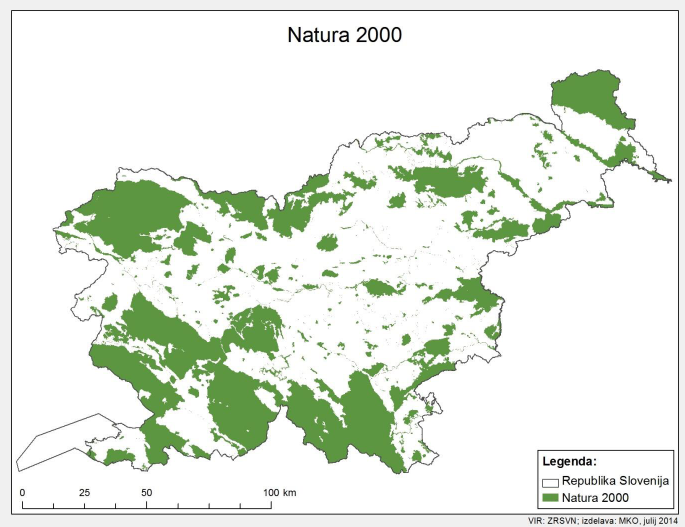 Natura 2000
Legenda:
Republika Slovenija
Natura 2000
0 25 50 100 km
VIR: ZRSVN; izdelava: MKO, julij 2014